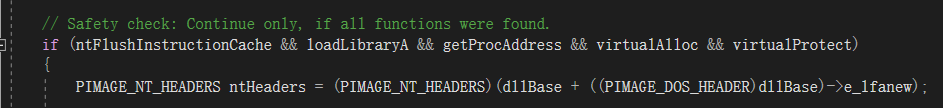 // Safety check: Continue only, if all functions were found.
if (ntFlushInstructionCache && loadLibraryA && getProcAddress && virtualAlloc && virtualProtect)
{
PIMAGE_NT_HEADERS ntHeaders = (PIMAGE_NT_HEADERS)(dllBase + ((PIMAGE_DOS_HEADER)dllBase)->e_lfanew);